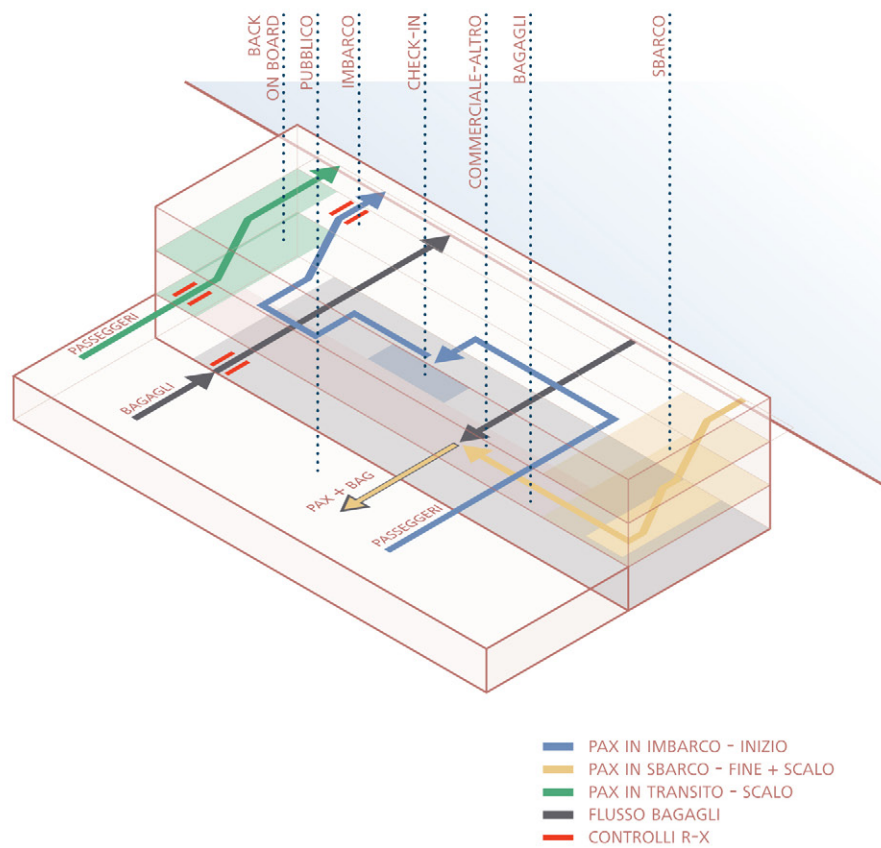 BACK
ON BOARD
PUBBLICO
IMBARCO
CHECK-IN
COMMERCIALE-ALTRO
BAGAGLI
SBARCO
PASSEGGERI
BAGAGLI
PAX + BAG
PASSEGGERI
PAX IN IMBARCO - INIZIO
PAX IN SBARCO - FINE + SCALO
PAX IN TRANSITO - SCALO
FLUSSO BAGAGLI
CONTROLLI R-X